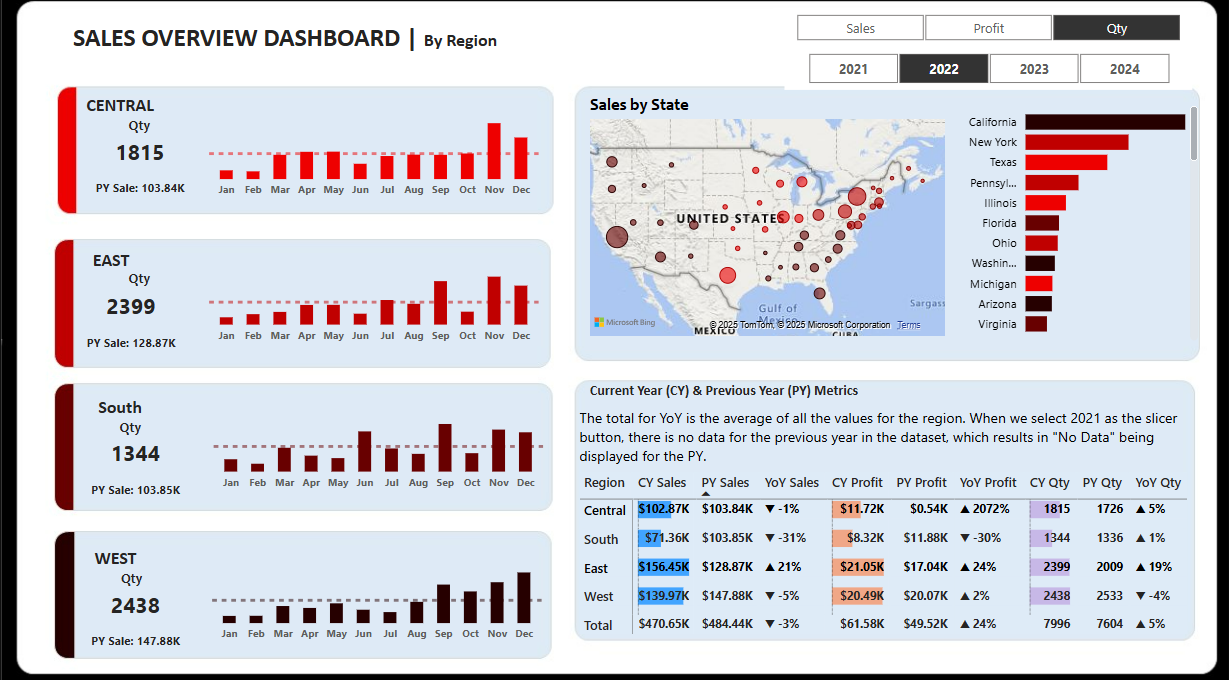 SALES OVERVIEW DASHBOARD | By Region
Sales Profit Qty
2021 2022 2023 2024
CENTRAL
Qty
1815
PY Sale: 103.84K
Jan Feb Mar Apr May Jun Jul Aug Sep Oct Nov Dec
EAST
Qty
2399
PY Sale: 128.87K
Jan Feb Mar Apr May Jun Jul Aug Sep Oct Nov Dec
South
Qty
1344
PY Sale: 103.85K
Jan Feb Mar Apr May Jun Jul Aug Sep Oct Nov Dec
WEST
Qty
2438
PY Sale: 147.88K
Jan Feb Mar Apr May Jun Jul Aug Sep Oct Nov Dec
Sales by State
UNITED STATES
Gulf of
Mexico
Sargass
MEXICO
CUBA
Microsoft Bing
© 2025 TomTom, © 2025 Microsoft Corporation Terms
California
New York
Texas
Pennsyl...
Illinois
Florida
Ohio
Washin...
Michigan
Arizona
Virginia
Current Year (CY) & Previous Year (PY) Metrics
The total for YoY is the average of all the values for the region. When we select 2021 as the slicer
button, there is no data for the previous year in the dataset, which results in "No Data" being
displayed for the PY.
Region CY Sales PY Sales YoY Sales CY Profit PY Profit YoY Profit CY Qty PY Qty YoY Qty
Central $102.87K $103.84K ▼ -1% $11.72K $0.54K ▲ 2072% 1815 1726 ▲ 5%
South $71.36K $103.85K ▼ -31% $8.32K $11.88K ▼ -30% 1344 1336 ▲ 1%
East $156.45K $128.87K ▲ 21% $21.05K $17.04K ▲ 24% 2399 2009 ▲ 19%
West $139.97K $147.88K ▼ -5% $20.49K $20.07K ▲ 2% 2438 2533 ▼ -4%
Total $470.65K $484.44K ▼ -3% $61.58K $49.52K ▲ 24% 7996 7604 ▲ 5%